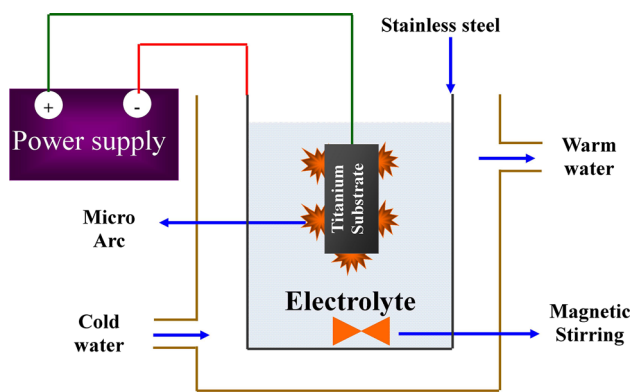 Stainless steel
+
-
Power supply
Warm
water
Titanium
Substrate
Micro
Arc
Electrolyte
Cold
water
Magnetic
Stirring